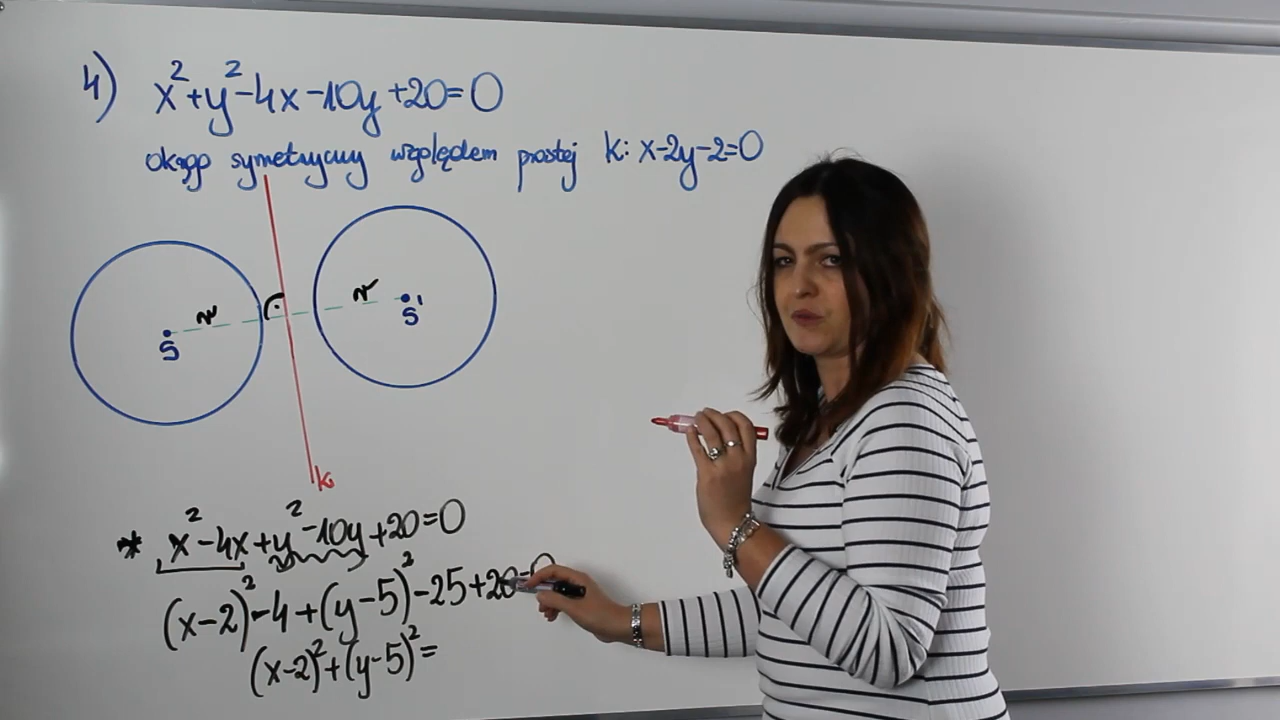 4) x²+y²-4x-10y+20=0
okrąg symetryczny względem prostej k: x-2y-2=0
r r
S S'
k
* x²-4x+y²-10y+20=0
(x-2)²-4+(y-5)²-25+20=0
(x-2)²+(y-5)²=